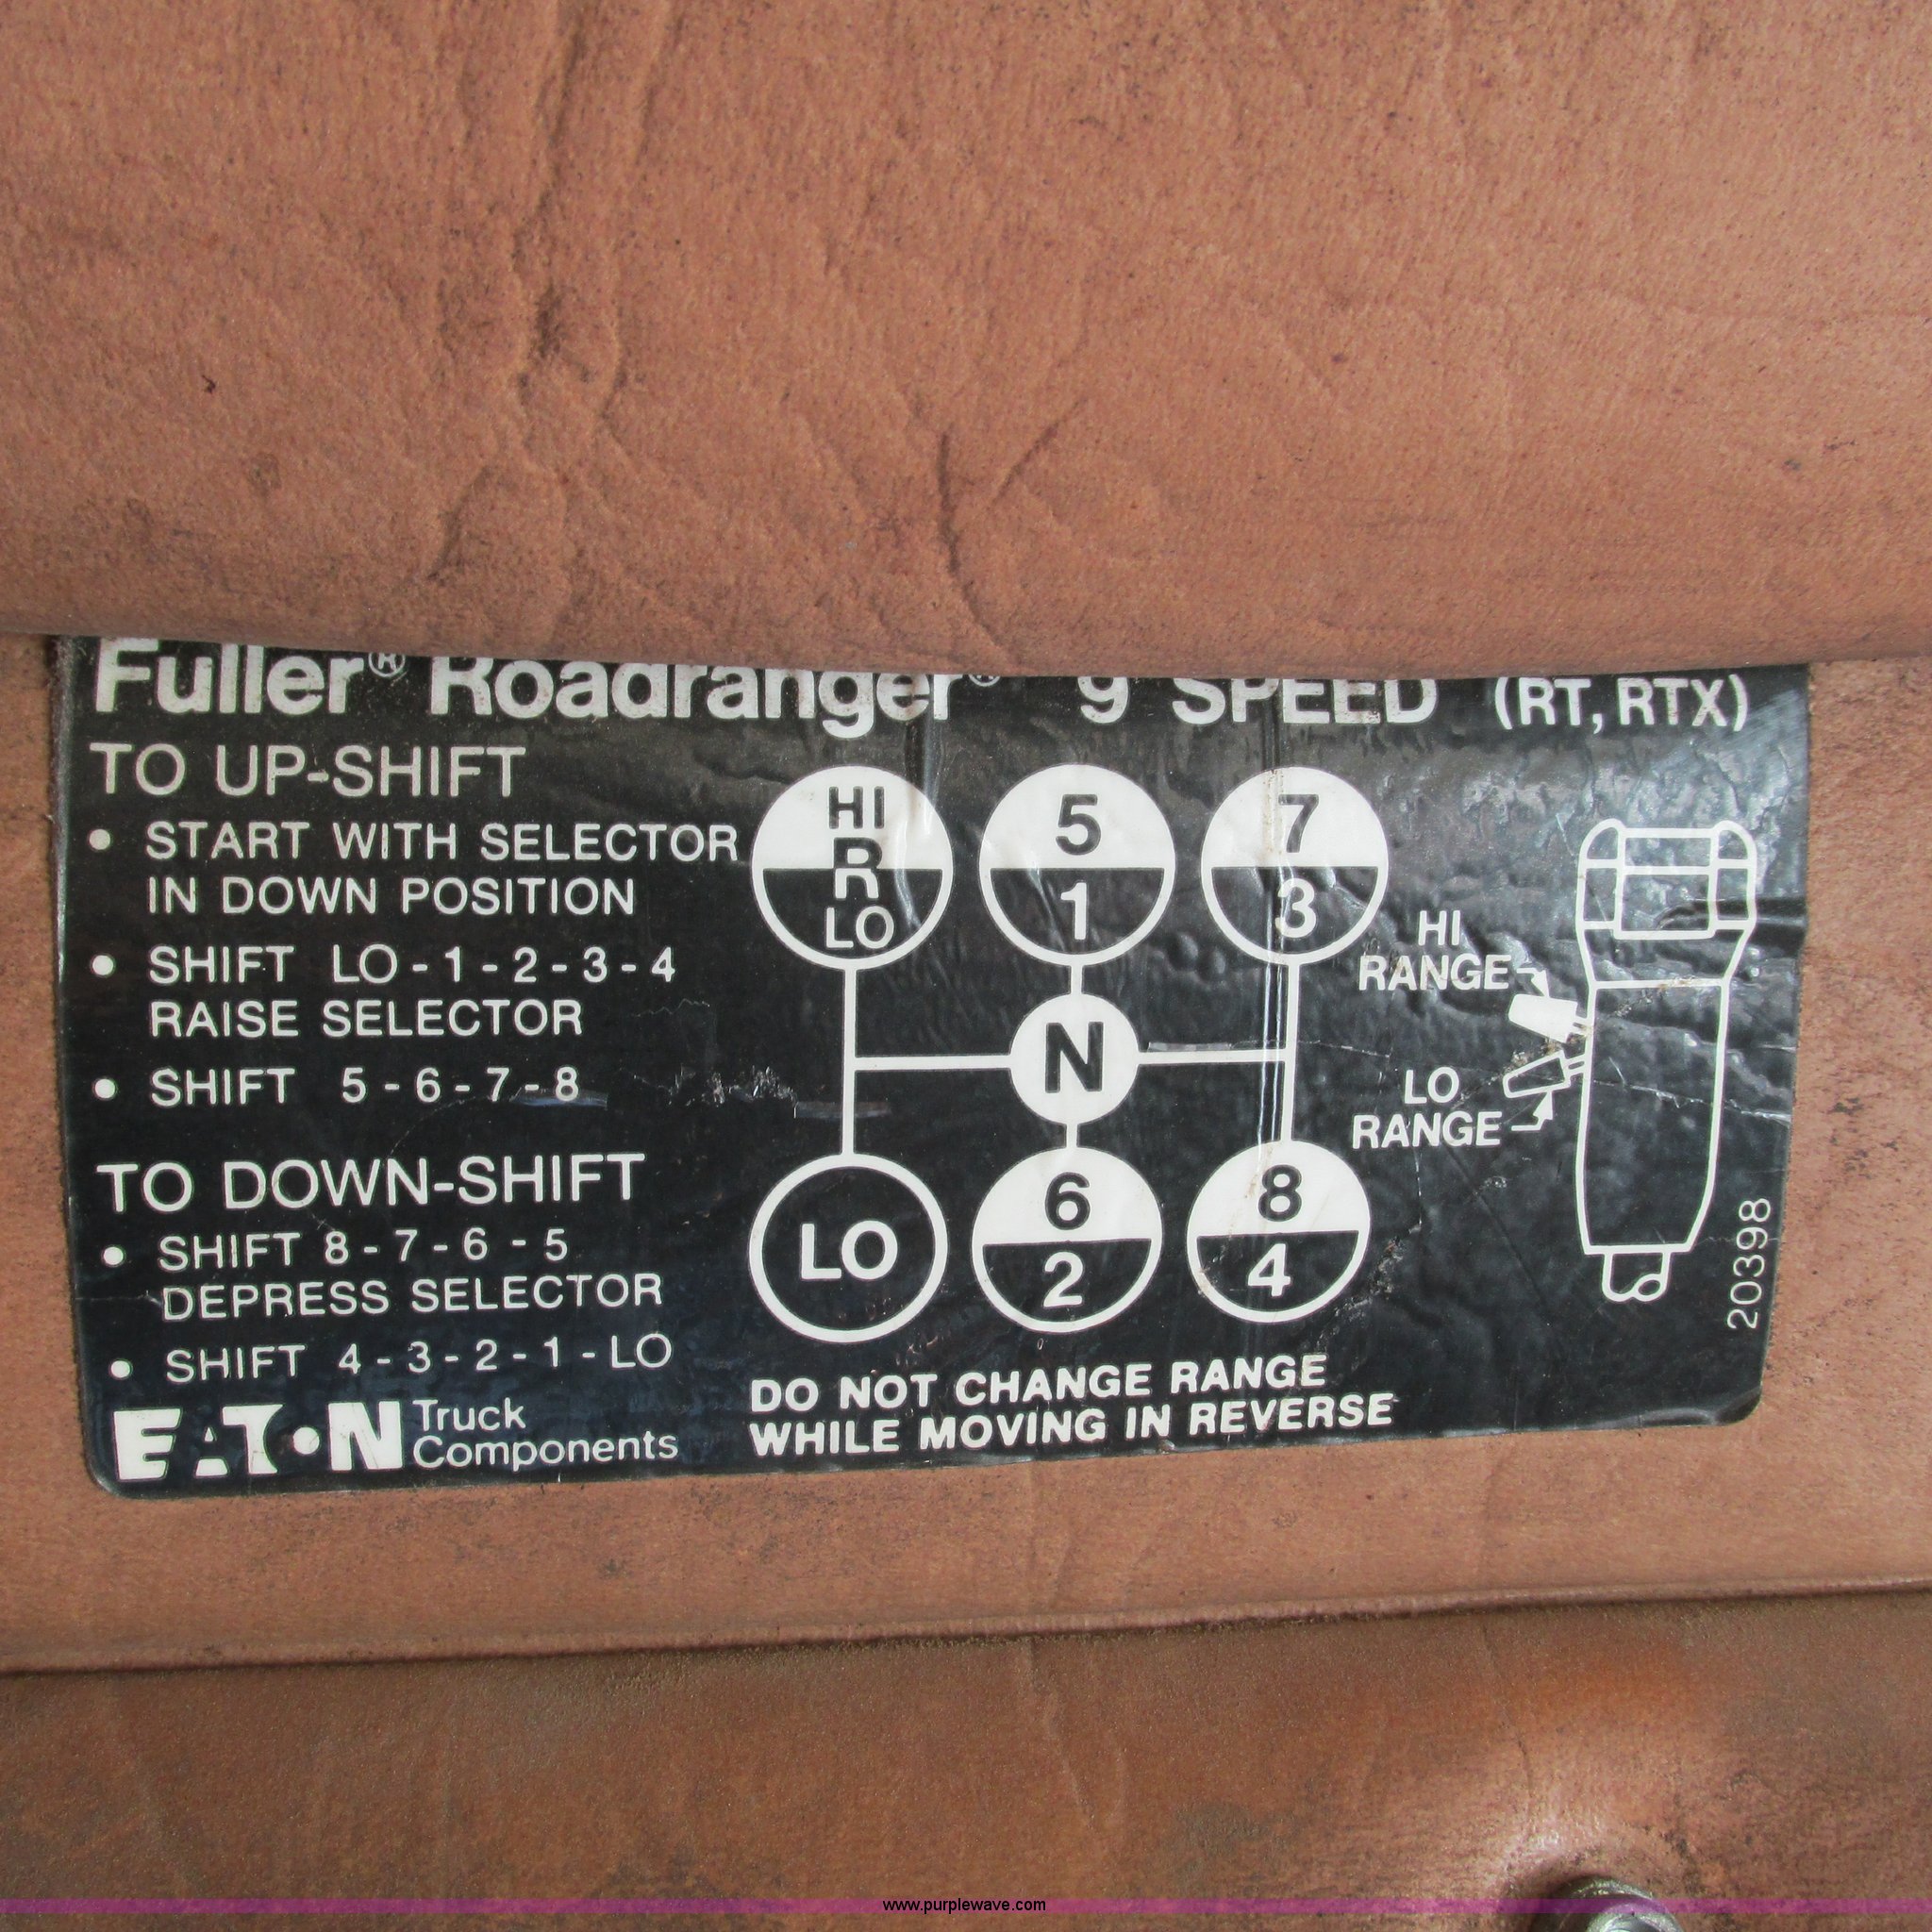 Fuller® Roadranger® 9 SPEED (RT, RTX)
TO UP-SHIFT
• START WITH SELECTOR
IN DOWN POSITION
• SHIFT LO-1-2-3-4
RAISE SELECTOR
• SHIFT 5-6-7-8
TO DOWN-SHIFT
• SHIFT 8-7-6-5
DEPRESS SELECTOR
• SHIFT 4-3-2-1-LO
EATON Truck
Components
HI
R
LO
5
1
7
3
N
LO
6
2
8
4
HI
RANGE
LO
RANGE
DO NOT CHANGE RANGE
WHILE MOVING IN REVERSE
20398
www.purplewave.com